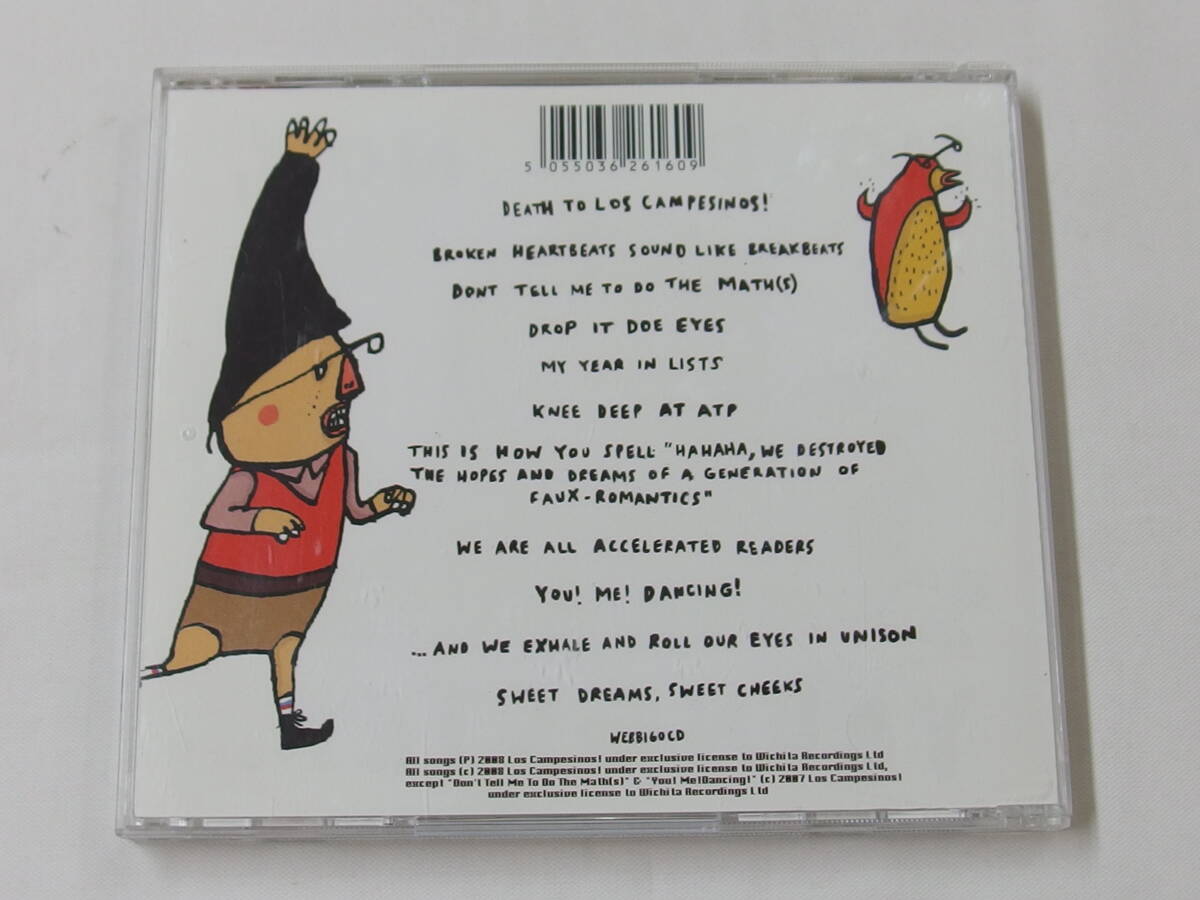 5 055036 261609
DEATH TO LOS CAMPESINOS!
BROKEN HEARTBEATS SOUND LIKE BREAKBEATS
DONT TELL ME TO DO THE MATH(S)
DROP IT DOE EYES
MY YEAR IN LISTS
KNEE DEEP AT ATP
THIS IS HOW YOU SPELL "HAHAHA, WE DESTROYED
THE HOPES AND DREAMS OF A GENERATION OF
FAUX-ROMANTICS"
WE ARE ALL ACCELERATED READERS
YOU! ME! DANCING!
...AND WE EXHALE AND ROLL OUR EYES IN UNISON
SWEET DREAMS, SWEET CHEEKS
WEBB160CD
All songs (P) 2008 Los Campesinos! under exclusive license to Wichita Recordings Ltd
All songs (c) 2008 Los Campesinos! under exclusive license to Wichita Recordings Ltd,
except "Don't Tell Me To Do The Math(s)" & "You! Me!Dancing!" (c) 2007 Los Campesinos!
under exclusive license to Wichita Recordings Ltd